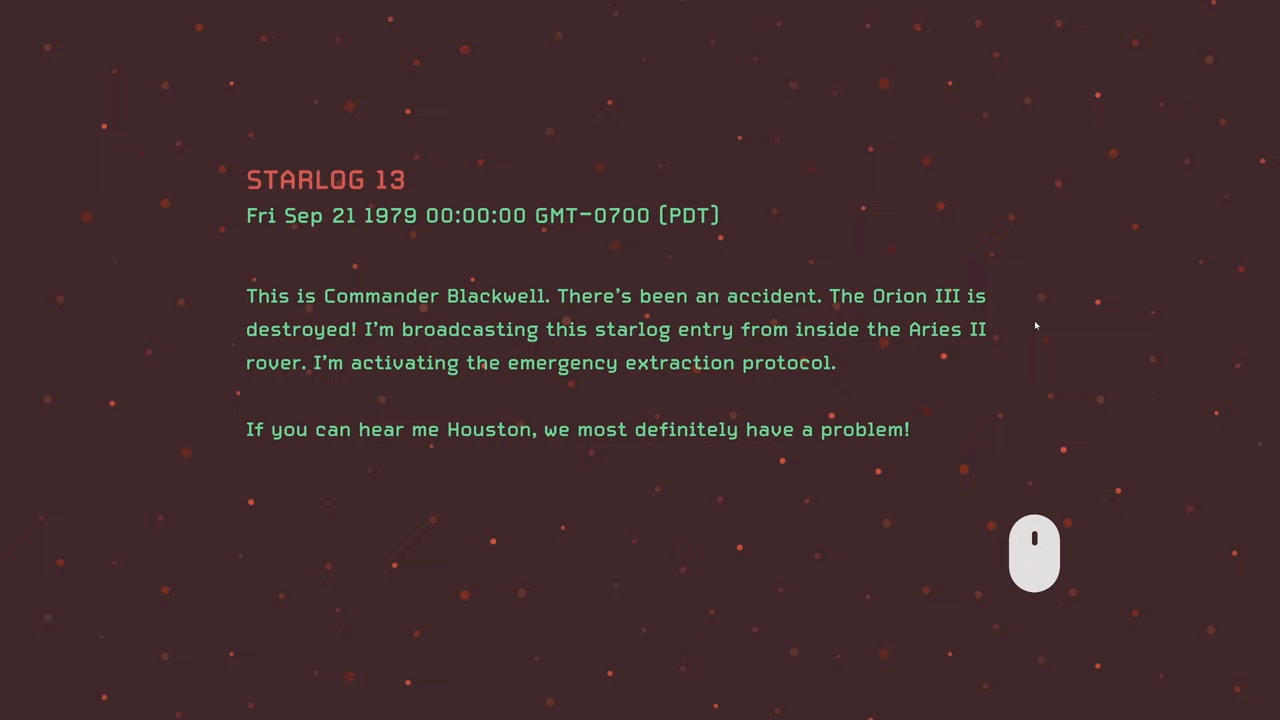 STARLOG 13
Fri Sep 21 1979 00:00:00 GMT-0700 (PDT)
This is Commander Blackwell. There's been an accident. The Orion III is
destroyed! I'm broadcasting this starlog entry from inside the Aries II
rover. I'm activating the emergency extraction protocol.
If you can hear me Houston, we most definitely have a problem!